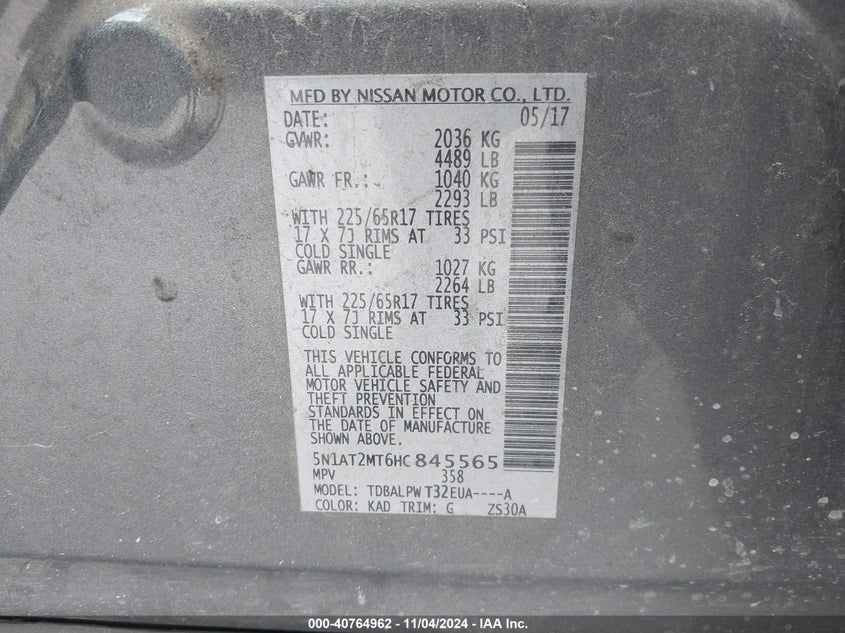 MFD BY NISSAN MOTOR CO., LTD.
DATE: 05/17
GVWR: 2036 KG
4489 LB
GAWR FR.: 1040 KG
2293 LB
WITH 225/65R17 TIRES
17 X 7J RIMS AT 33 PSI
COLD SINGLE
GAWR RR.: 1027 KG
2264 LB
WITH 225/65R17 TIRES
17 X 7J RIMS AT 33 PSI
COLD SINGLE
THIS VEHICLE CONFORMS TO
ALL APPLICABLE FEDERAL
MOTOR VEHICLE SAFETY AND
THEFT PREVENTION
STANDARDS IN EFFECT ON
THE DATE OF MANUFACTURE
SHOWN ABOVE.
5N1AT2MT6HC845565
MPV 358
MODEL: TDBALPW T32EUA----A
COLOR: KAD TRIM: G ZS30A
000-40764962 - 11/04/2024 - IAA Inc.